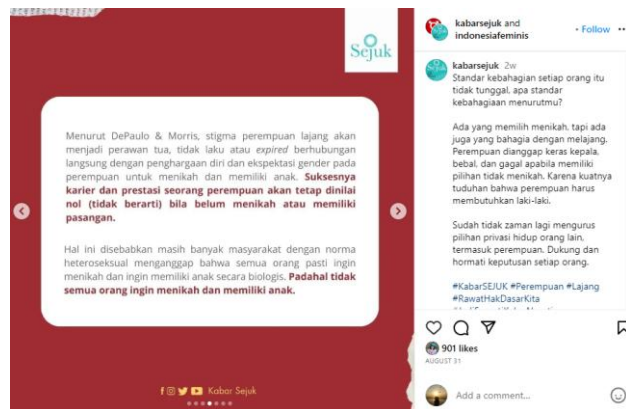 Sejuk
Menurut DePaulo & Morris, stigma perempuan lajang akan
menjadi perawan tua, tidak laku atau expired berhubungan
langsung dengan penghargaan diri dan ekspektasi gender pada
perempuan untuk menikah dan memiliki anak. Suksesnya
karier dan prestasi seorang perempuan akan tetap dinilai
nol (tidak berarti) bila belum menikah atau memiliki
pasangan.
Hal ini disebabkan masih banyak masyarakat dengan norma
heteroseksual menganggap bahwa semua orang pasti ingin
menikah dan ingin memiliki anak secara biologis. Padahal tidak
semua orang ingin menikah dan memiliki anak.
Kabar Sejuk
kabarsejuk and
indonesiafeminis
• Follow
kabarsejuk 2w
Standar kebahagian setiap orang itu
tidak tunggal, apa standar
kebahagiaan menurutmu?
Ada yang memilih menikah, tapi ada
juga yang bahagia dengan melajang.
Perempuan dianggap keras kepala,
bebal, dan gagal apabila memiliki
pilihan tidak menikah. Karena kuatnya
tuduhan bahwa perempuan harus
membutuhkan laki-laki.
Sudah tidak zaman lagi mengurus
pilihan privasi hidup orang lain,
termasuk perempuan. Dukung dan
hormati keputusan setiap orang.
#KabarSEJUK #Perempuan #Lajang
#RawatHakDasarKita
901 likes
AUGUST 31
Add a comment...